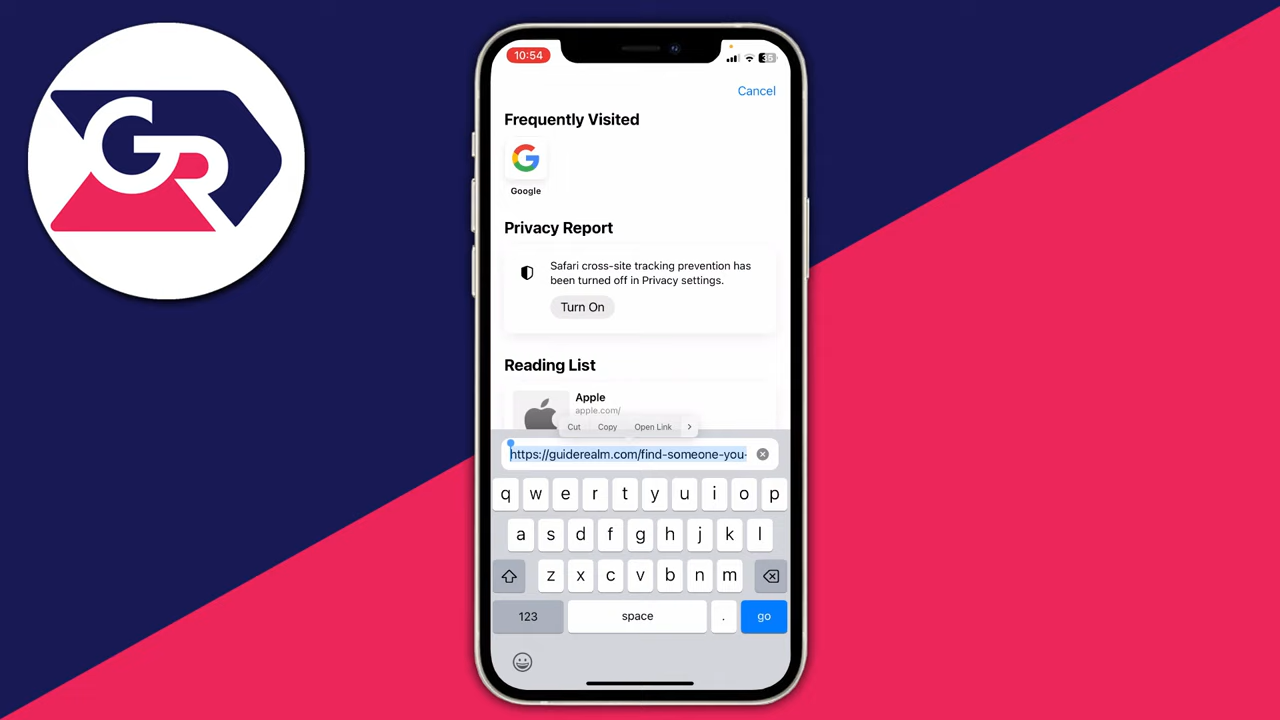 GR
10:54
36
Cancel
Frequently Visited
G
Google
Privacy Report
Safari cross-site tracking prevention has
been turned off in Privacy settings.
Turn On
Reading List
Apple
apple.com/
Cut Copy Open Link >
https://guiderealm.com/find-someone-you-
q w e r t y u i o p
a s d f g h j k l
z x c v b n m
123 space . go